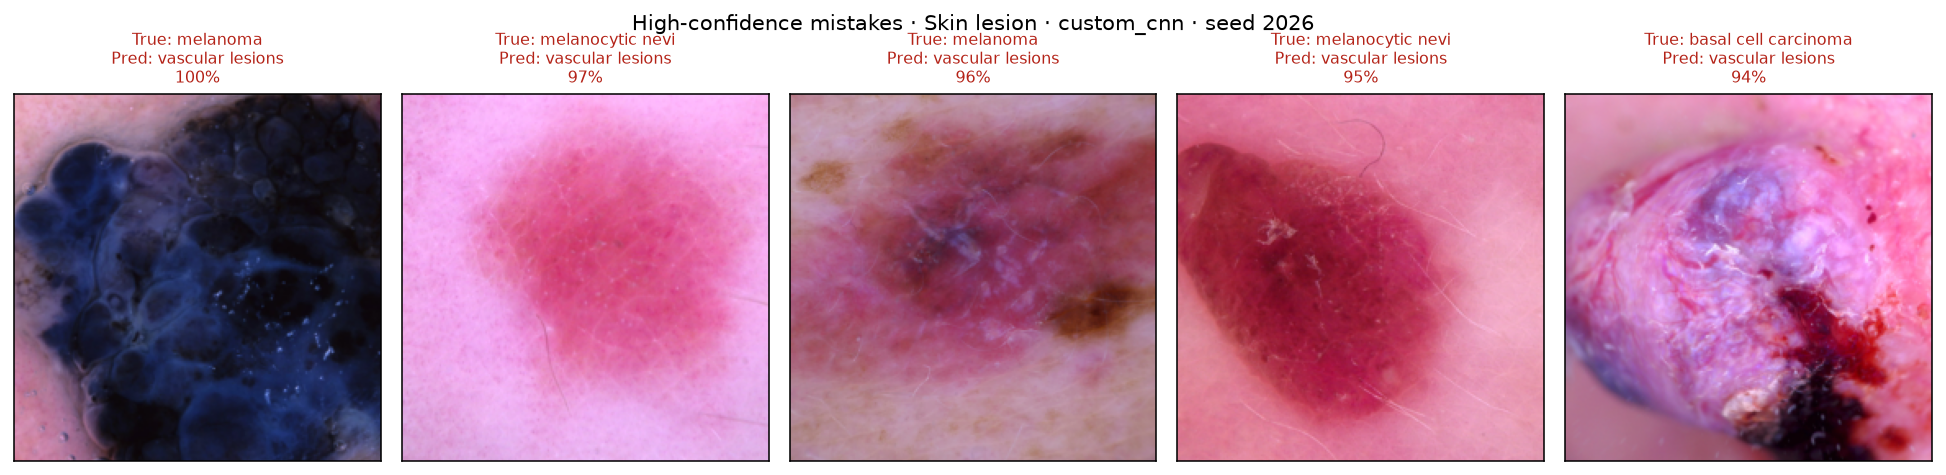 High-confidence mistakes · Skin lesion · custom_cnn · seed 2026
True: melanoma
Pred: vascular lesions
100%
True: melanocytic nevi
Pred: vascular lesions
97%
True: melanoma
Pred: vascular lesions
96%
True: melanocytic nevi
Pred: vascular lesions
95%
True: basal cell carcinoma
Pred: vascular lesions
94%